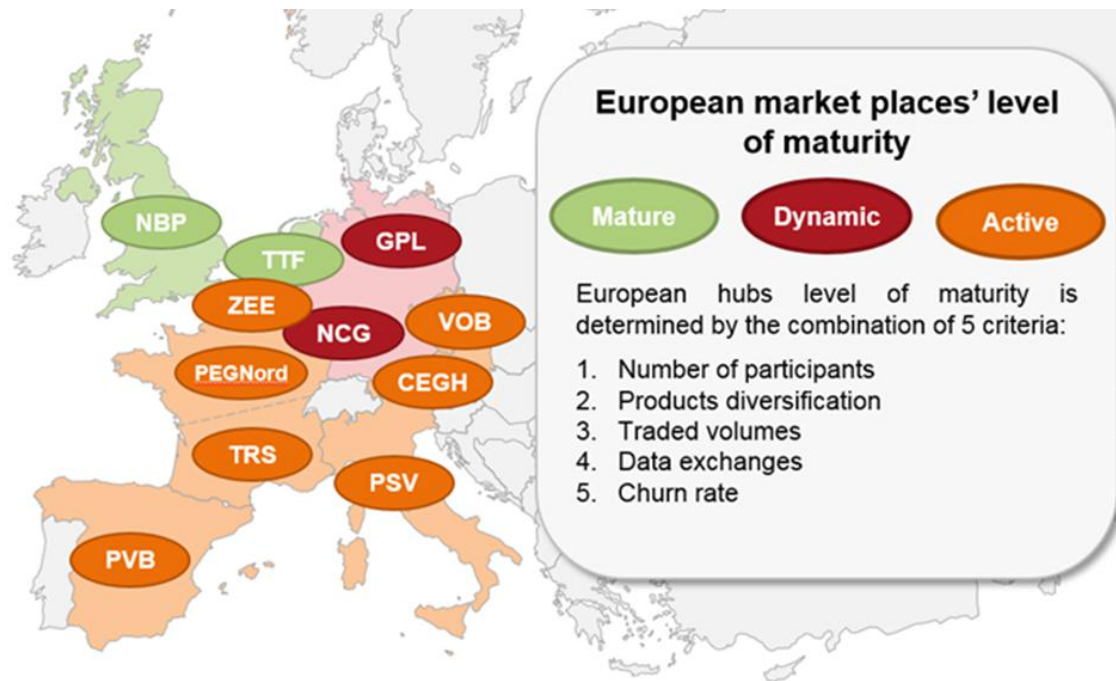 European market places’ level
of maturity
Mature
Dynamic
Active
European hubs level of maturity is
determined by the combination of 5 criteria:
1. Number of participants
2. Products diversification
3. Traded volumes
4. Data exchanges
5. Churn rate
NBP
TTF
GPL
ZEE
NCG
VOB
PEGNord
CEGH
TRS
PSV
PVB